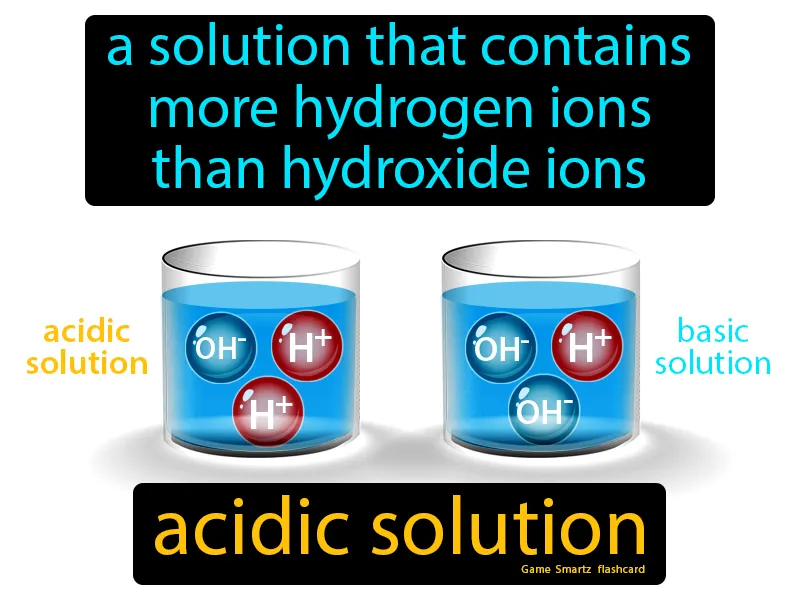 a solution that contains
more hydrogen ions
than hydroxide ions
acidic
solution
OH⁻
H⁺
H⁺
OH⁻
H⁺
OH⁻
basic
solution
acidic solution
Game Smartz flashcard